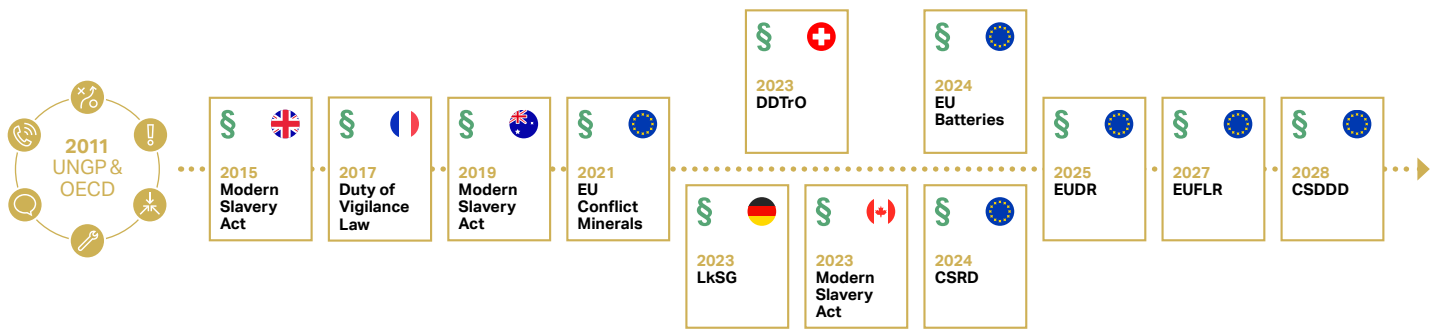 2011
UNGP &
OECD
§
2015
Modern
Slavery
Act
§
2017
Duty of
Vigilance
Law
§
2019
Modern
Slavery
Act
§
2021
EU
Conflict
Minerals
§
2023
LkSG
§
2023
DDTrO
§
2023
Modern
Slavery
Act
§
2024
EU
Batteries
§
2024
CSRD
§
2025
EUDR
§
2027
EUFLR
§
2028
CSDDD